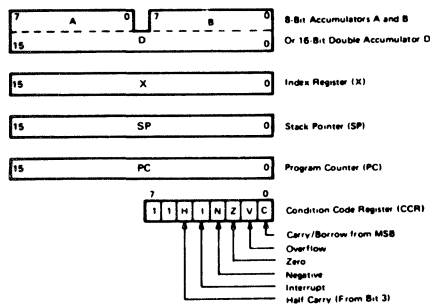 7 A 0 7 B 0 8-Bit Accumulators A and B
15 D 0 Or 16-Bit Double Accumulator D
15 X 0 Index Register (X)
15 SP 0 Stack Pointer (SP)
15 PC 0 Program Counter (PC)
7 0
1 1 H I N Z V C Condition Code Register (CCR)
Carry/Borrow from MSB
Overflow
Zero
Negative
Interrupt
Half Carry (From Bit 3)